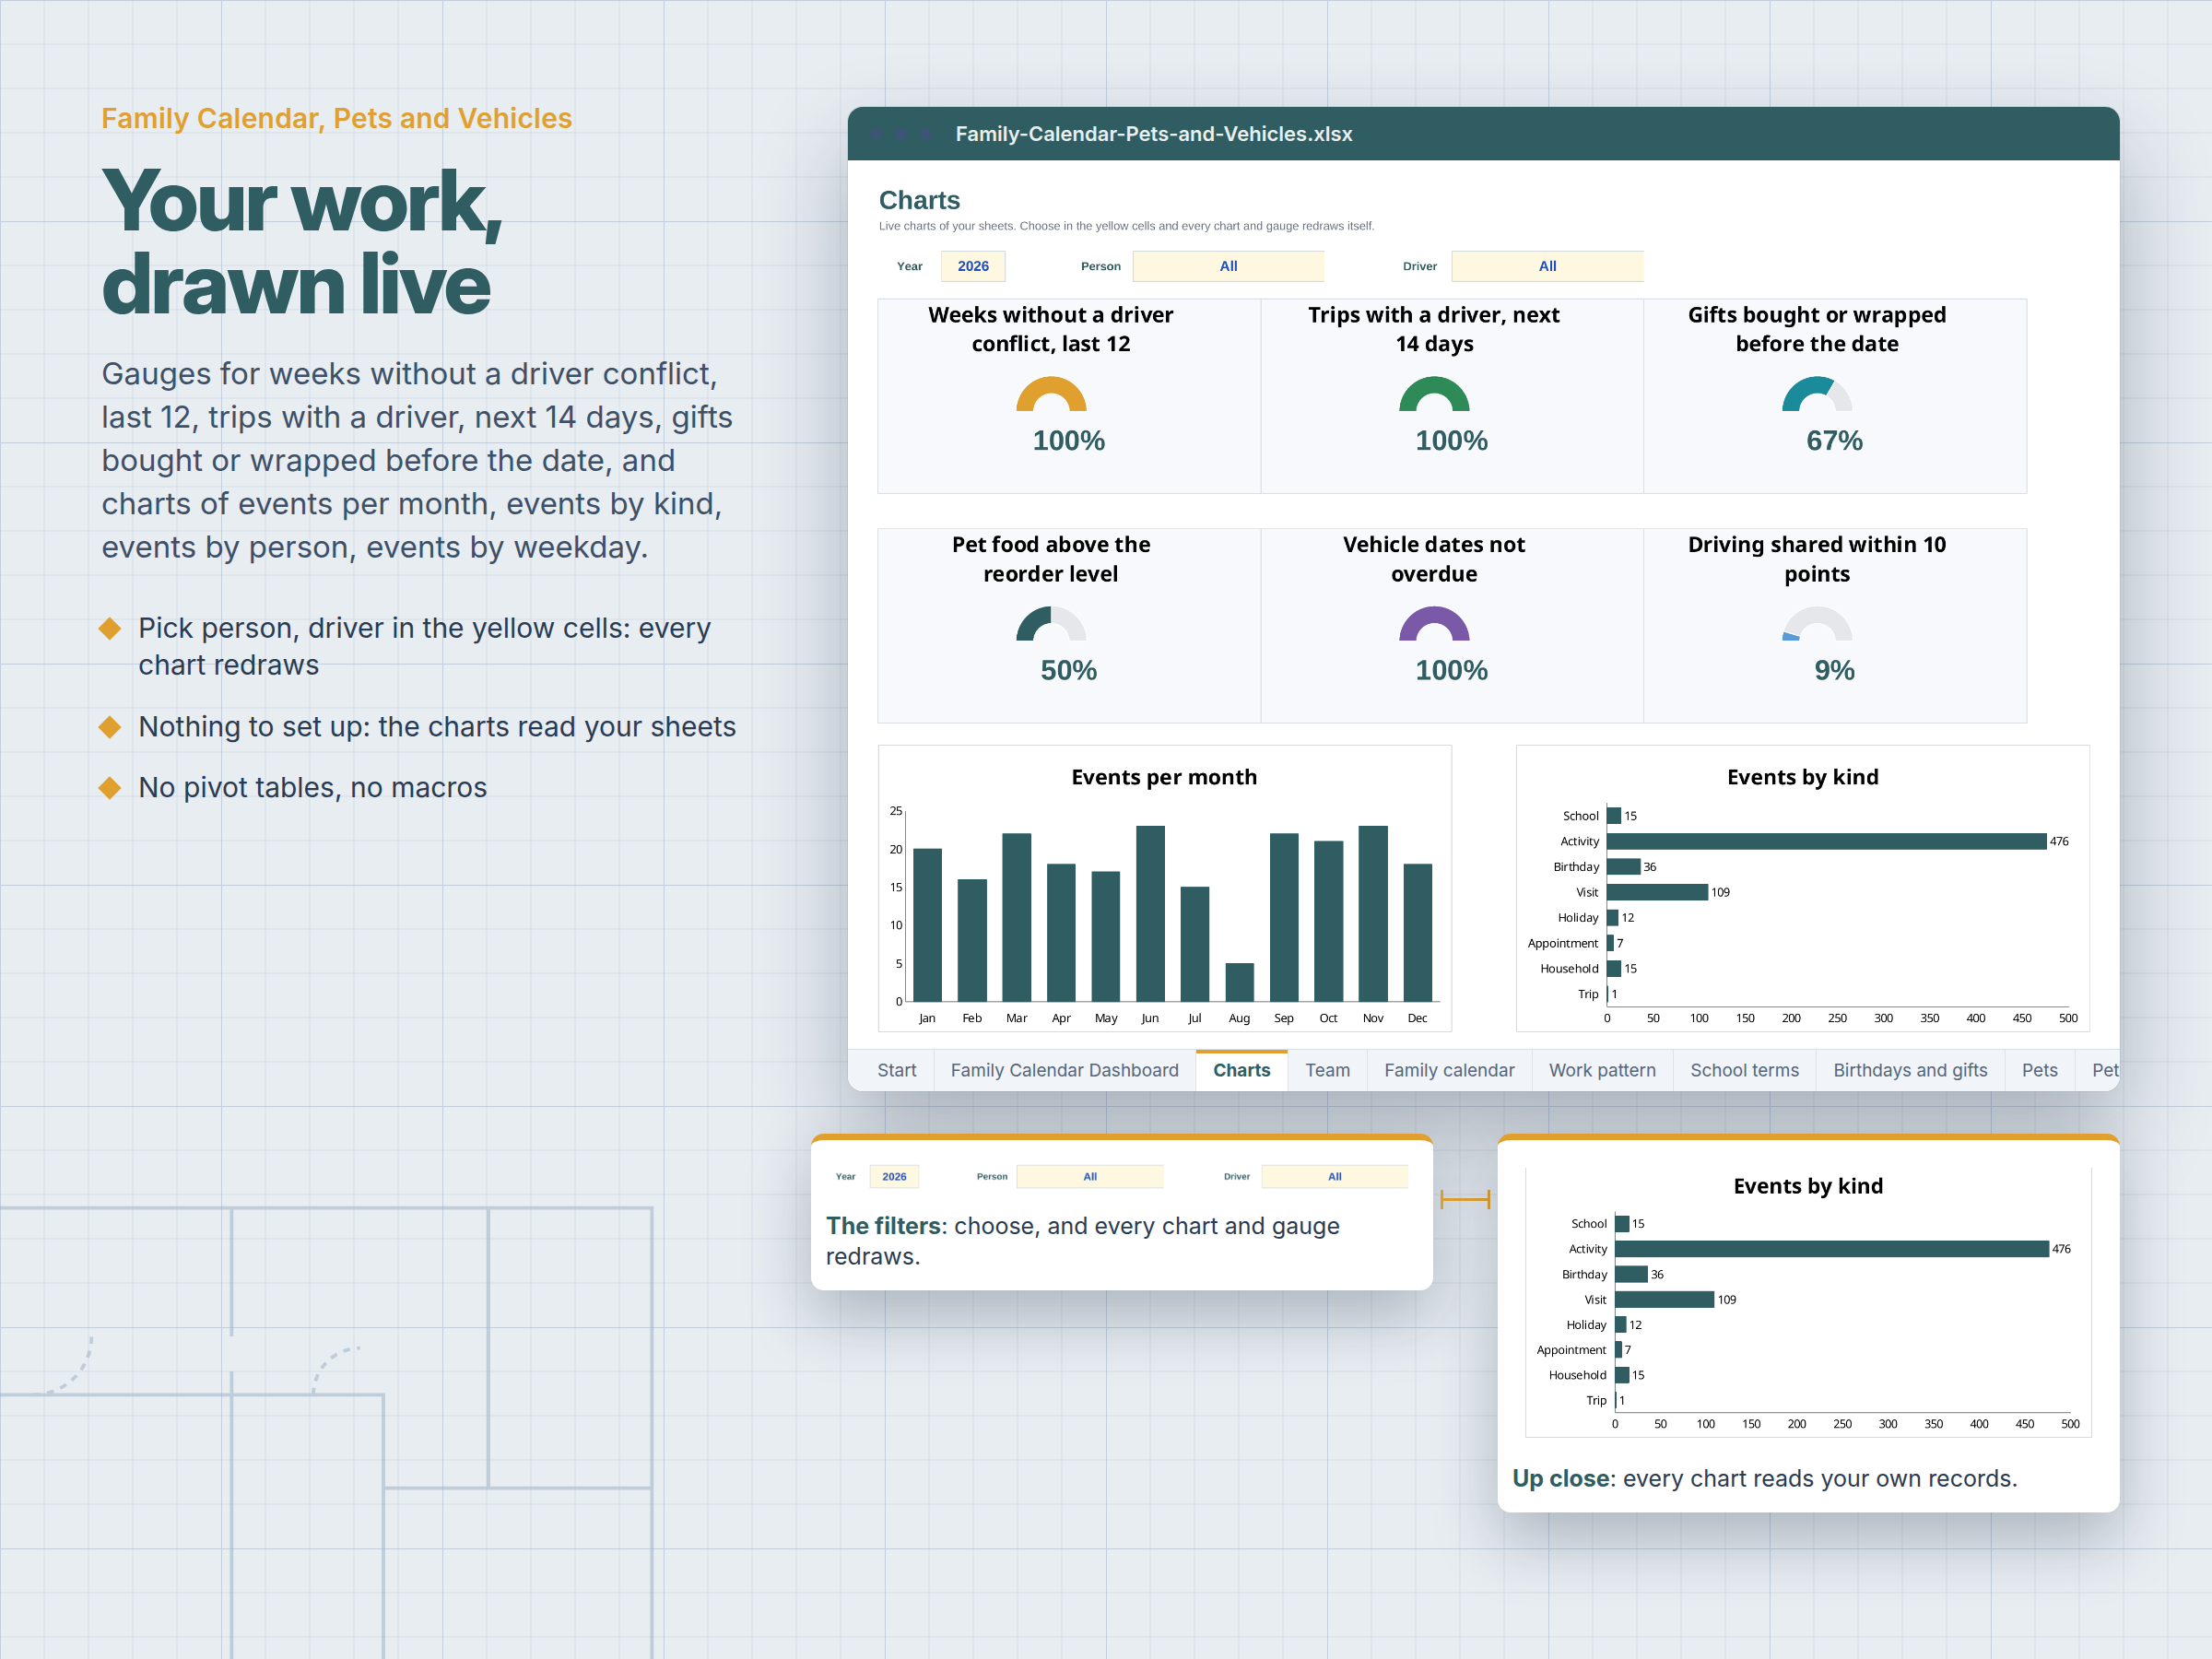 Family Calendar, Pets and Vehicles
Your work,
drawn live
Gauges for weeks without a driver conflict,
last 12, trips with a driver, next 14 days, gifts
bought or wrapped before the date, and
charts of events per month, events by kind,
events by person, events by weekday.
Pick person, driver in the yellow cells: every
chart redraws
Nothing to set up: the charts read your sheets
No pivot tables, no macros
Family-Calendar-Pets-and-Vehicles.xlsx
Charts
Live charts of your sheets. Choose in the yellow cells and every chart and gauge redraws itself.
Year 2026 Person All Driver All
Weeks without a driver
conflict, last 12
100%
Trips with a driver, next
14 days
100%
Gifts bought or wrapped
before the date
67%
Pet food above the
reorder level
50%
Vehicle dates not
overdue
100%
Driving shared within 10
points
9%
Events per month
25
20
15
10
5
0
Jan Feb Mar Apr May Jun Jul Aug Sep Oct Nov Dec
Events by kind
School 15
Activity 476
Birthday 36
Visit 109
Holiday 12
Appointment 7
Household 15
Trip 1
0 50 100 150 200 250 300 350 400 450 500
Start Family Calendar Dashboard Charts Team Family calendar Work pattern School terms Birthdays and gifts Pets Pet
Year 2026 Person All Driver All
The filters: choose, and every chart and gauge
redraws.
Events by kind
School 15
Activity 476
Birthday 36
Visit 109
Holiday 12
Appointment 7
Household 15
Trip 1
0 50 100 150 200 250 300 350 400 450 500
Up close: every chart reads your own records.